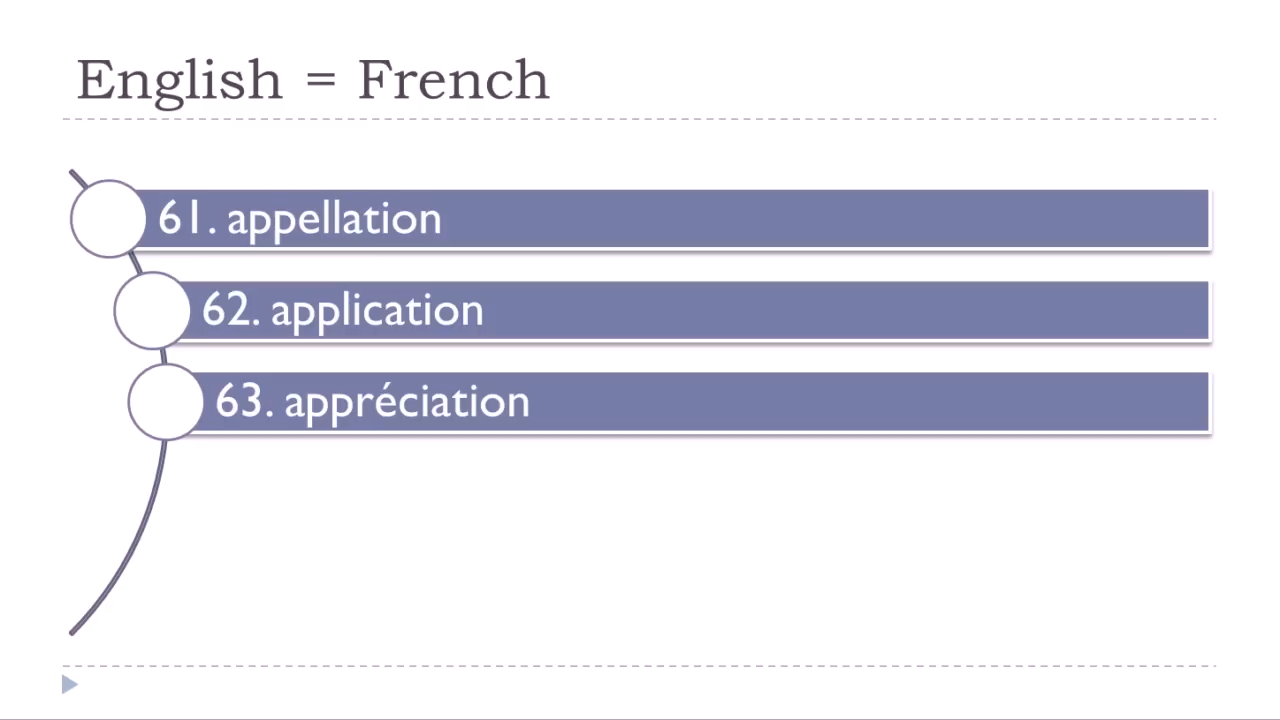 English = French
61. appellation
62. application
63. appréciation